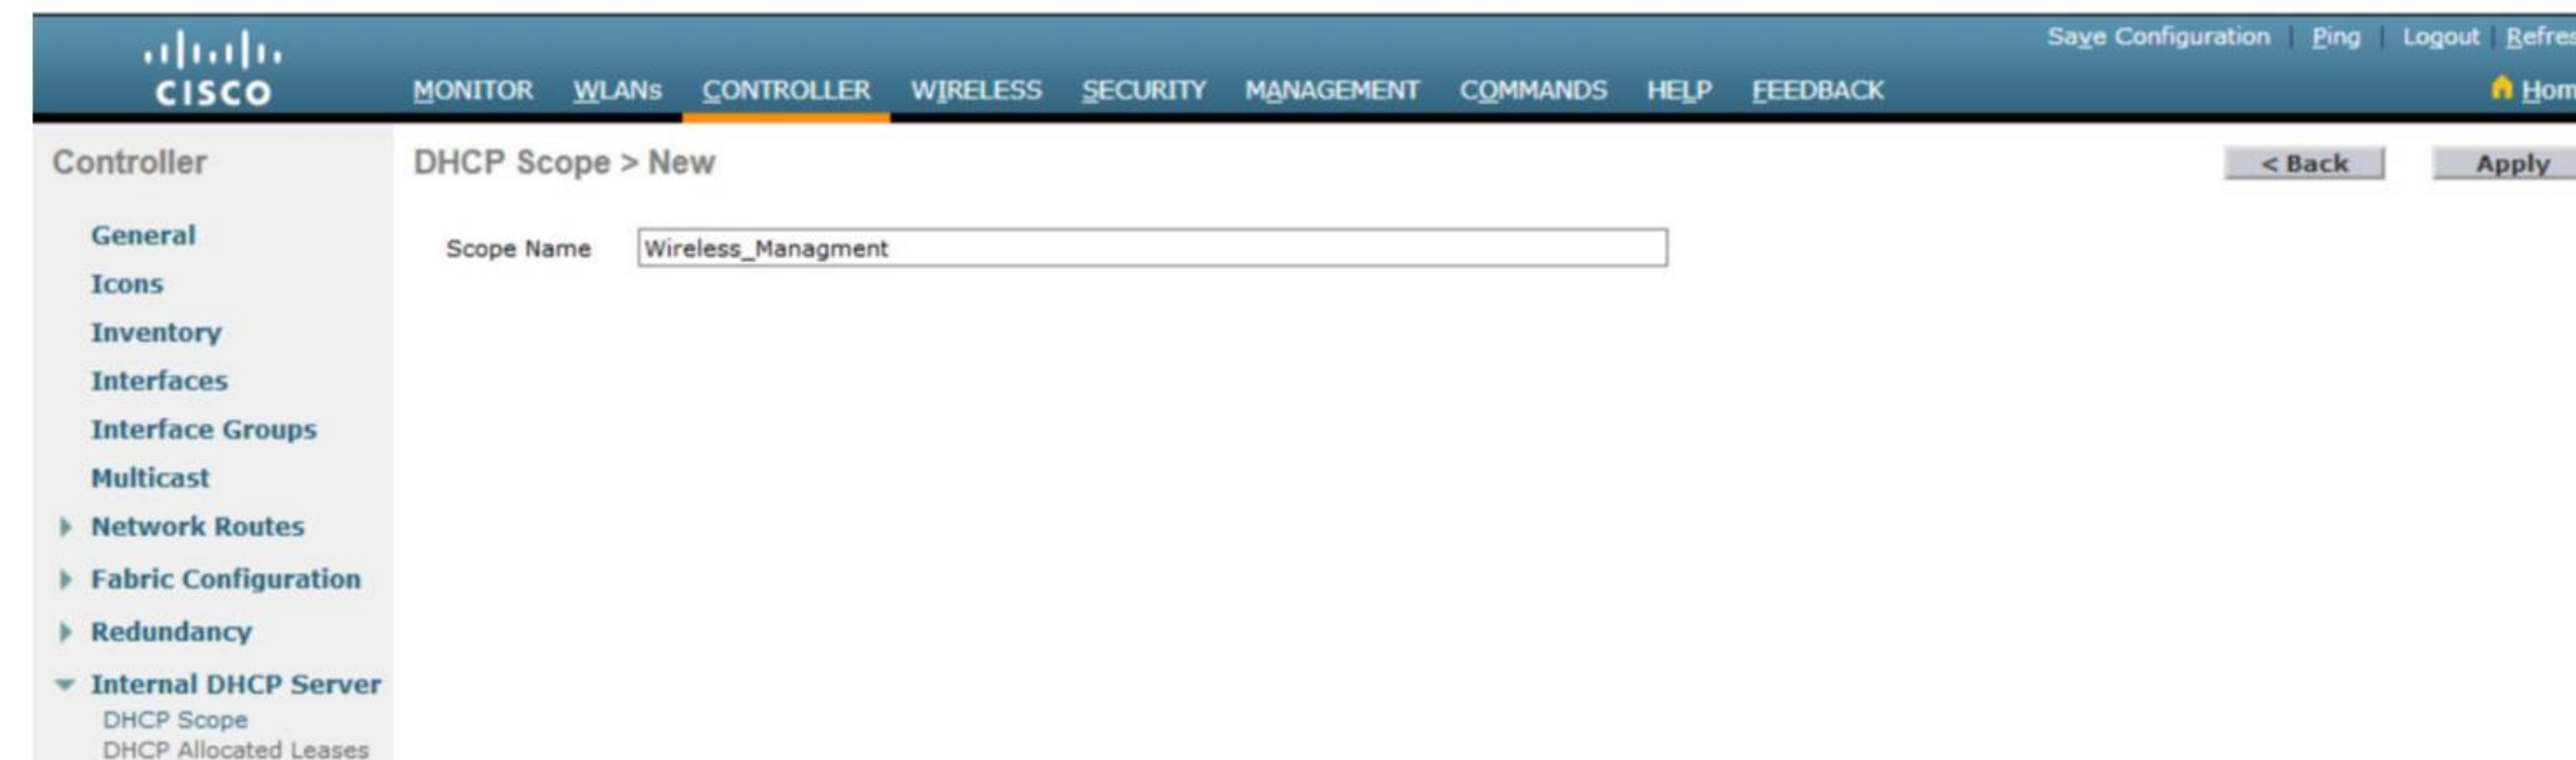 Save Configuration | Ping | Logout | Refres
CISCO
MONITOR WLANs CONTROLLER WIRELESS SECURITY MANAGEMENT COMMANDS HELP FEEDBACK
Hom
Controller
General
Icons
Inventory
Interfaces
Interface Groups
Multicast
Network Routes
Fabric Configuration
Redundancy
Internal DHCP Server
DHCP Scope
DHCP Allocated Leases
DHCP Scope > New
< Back
Apply
Scope Name Wireless_Managment